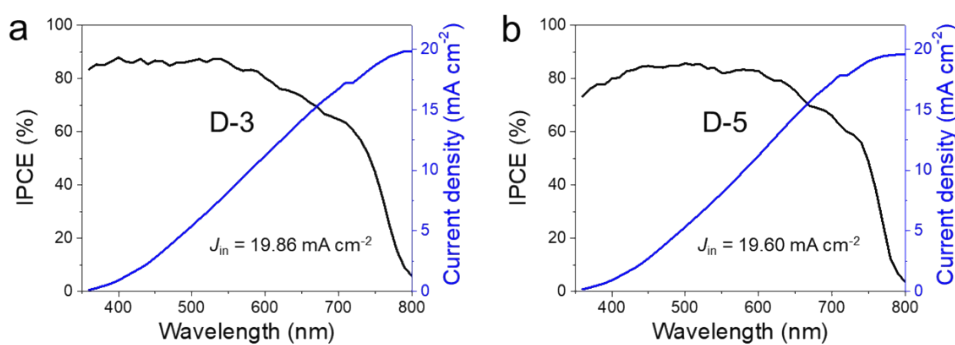 a
100
80
60
40
20
0
IPCE (%)
D-3
J_in = 19.86 mA cm⁻²
20
15
10
5
0
Current density (mA cm⁻²)
400 500 600 700 800
Wavelength (nm)
b
100
80
60
40
20
0
IPCE (%)
D-5
J_in = 19.60 mA cm⁻²
20
15
10
5
0
Current density (mA cm⁻²)
400 500 600 700 800
Wavelength (nm)